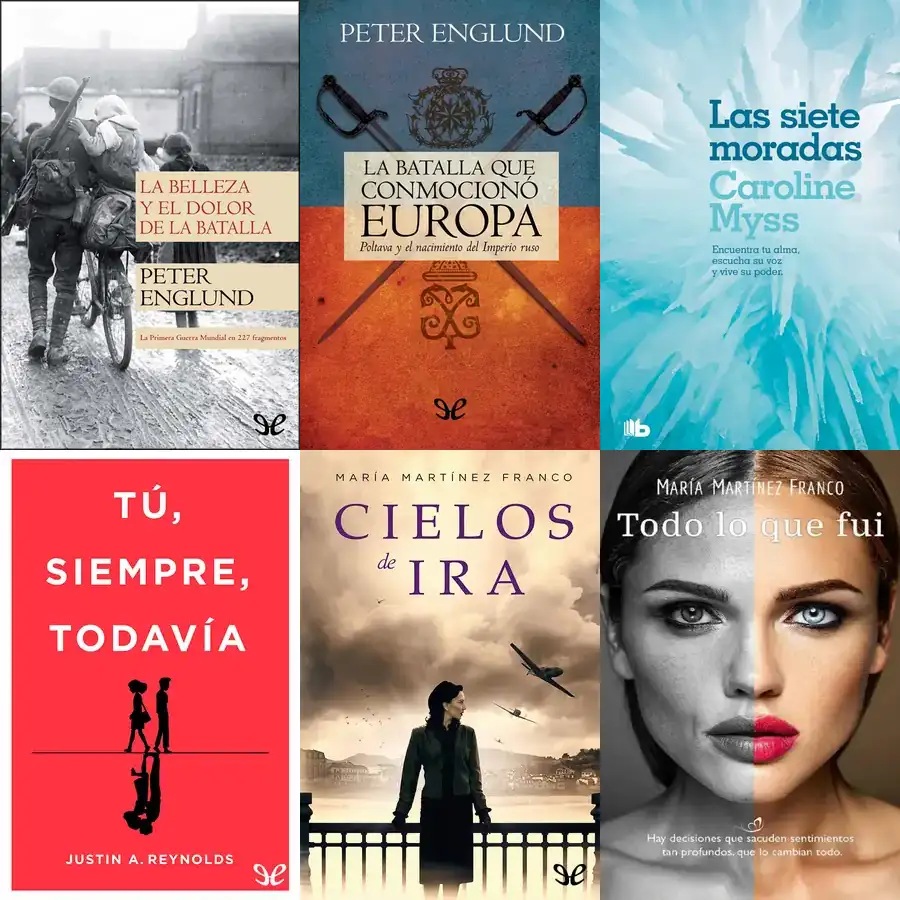 LA BELLEZA
Y EL DOLOR
DE LA BATALLA
PETER
ENGLUND
La Primera Guerra Mundial en 227 fragmentos
PETER ENGLUND
LA BATALLA QUE
CONMOCIONÓ
EUROPA
Poltava y el nacimiento del Imperio ruso
Las siete
moradas
Caroline
Myss
Encuentra tu alma,
escucha su voz
y vive su poder.
b
TÚ,
SIEMPRE,
TODAVÍA
JUSTIN A. REYNOLDS
MARÍA MARTÍNEZ FRANCO
CIELOS
de
IRA
MARÍA MARTÍNEZ FRANCO
Todo lo que fui
Hay decisiones que sacuden sentimientos
tan profundos, que lo cambian todo.